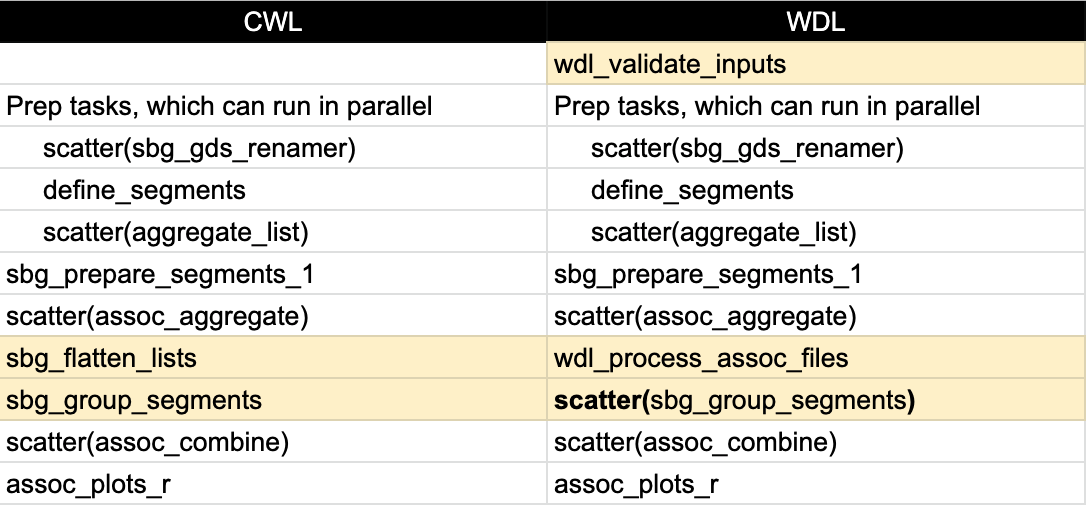 CWL WDL
wdl_validate_inputs
Prep tasks, which can run in parallel Prep tasks, which can run in parallel
scatter(sbg_gds_renamer) scatter(sbg_gds_renamer)
define_segments define_segments
scatter(aggregate_list) scatter(aggregate_list)
sbg_prepare_segments_1 sbg_prepare_segments_1
scatter(assoc_aggregate) scatter(assoc_aggregate)
sbg_flatten_lists wdl_process_assoc_files
sbg_group_segments scatter(sbg_group_segments)
scatter(assoc_combine) scatter(assoc_combine)
assoc_plots_r assoc_plots_r